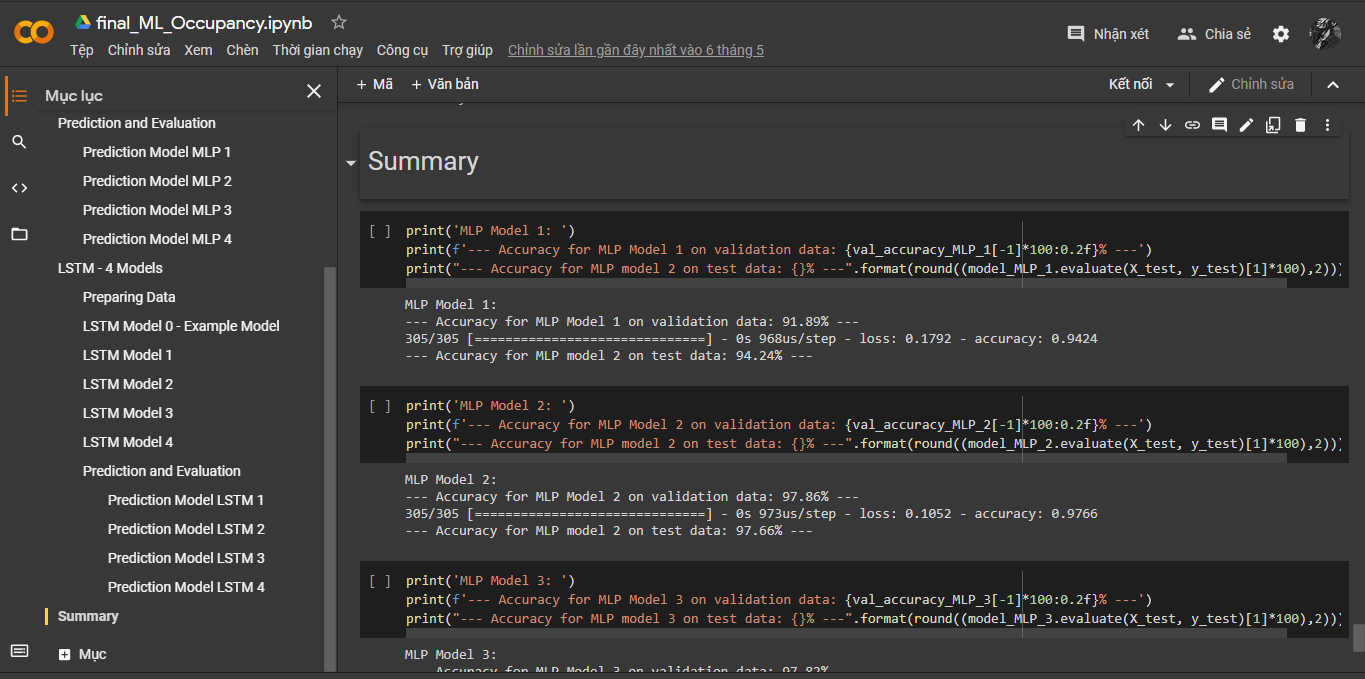 final_ML_Occupancy.ipynb
Tệp Chỉnh sửa Xem Chèn Thời gian chạy Công cụ Trợ giúp Chỉnh sửa lần gần đây nhất vào 6 tháng 5
Nhận xét
Chia sẻ
Mục lục
Prediction and Evaluation
Prediction Model MLP 1
Prediction Model MLP 2
Prediction Model MLP 3
Prediction Model MLP 4
LSTM - 4 Models
Preparing Data
LSTM Model 0 - Example Model
LSTM Model 1
LSTM Model 2
LSTM Model 3
LSTM Model 4
Prediction and Evaluation
Prediction Model LSTM 1
Prediction Model LSTM 2
Prediction Model LSTM 3
Prediction Model LSTM 4
Summary
Mục
+ Mã + Văn bản
Kết nối
Chỉnh sửa
Summary
[ ] print('MLP Model 1: ')
print(f'--- Accuracy for MLP Model 1 on validation data: {val_accuracy_MLP_1[-1]*100:0.2f}% ---')
print("--- Accuracy for MLP model 2 on test data: {}% ---".format(round((model_MLP_1.evaluate(X_test, y_test)[1]*100),2)))
MLP Model 1:
--- Accuracy for MLP Model 1 on validation data: 91.89% ---
305/305 [==============================] - 0s 968us/step - loss: 0.1792 - accuracy: 0.9424
--- Accuracy for MLP model 2 on test data: 94.24% ---
[ ] print('MLP Model 2: ')
print(f'--- Accuracy for MLP Model 2 on validation data: {val_accuracy_MLP_2[-1]*100:0.2f}% ---')
print("--- Accuracy for MLP model 2 on test data: {}% ---".format(round((model_MLP_2.evaluate(X_test, y_test)[1]*100),2)))
MLP Model 2:
--- Accuracy for MLP Model 2 on validation data: 97.86% ---
305/305 [==============================] - 0s 973us/step - loss: 0.1052 - accuracy: 0.9766
--- Accuracy for MLP model 2 on test data: 97.66% ---
[ ] print('MLP Model 3: ')
print(f'--- Accuracy for MLP Model 3 on validation data: {val_accuracy_MLP_3[-1]*100:0.2f}% ---')
print("--- Accuracy for MLP model 3 on test data: {}% ---".format(round((model_MLP_3.evaluate(X_test, y_test)[1]*100),2)))
MLP Model 3:
--- Accuracy for MLP Model 3 on validation data: 97.82%